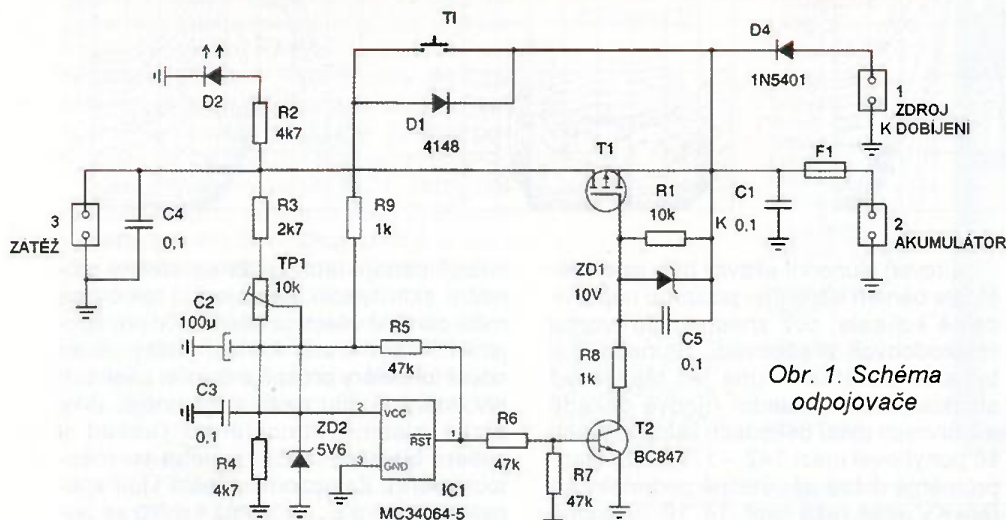 TI
D4
1N5401
1
ZDROJ
K DOBÍJENÍ
D2
R2
4k7
D1
4148
T1
F1
3
ZÁTĚŽ
C4
0,1
R3
2k7
R9
1k
R1
10k
K
C1
0,1
2
AKUMULÁTOR
TP1
10k
ZD1
10V
C2
100µ
R5
47k
C5
0,1
R8
1k
Obr. 1. Schéma
odpojovače
C3
0,1
2
VCC
RST
1
R6
47k
T2
BC847
R4
4k7
ZD2
5V6
3
GND
IC1
MC34064-5
R7
47k